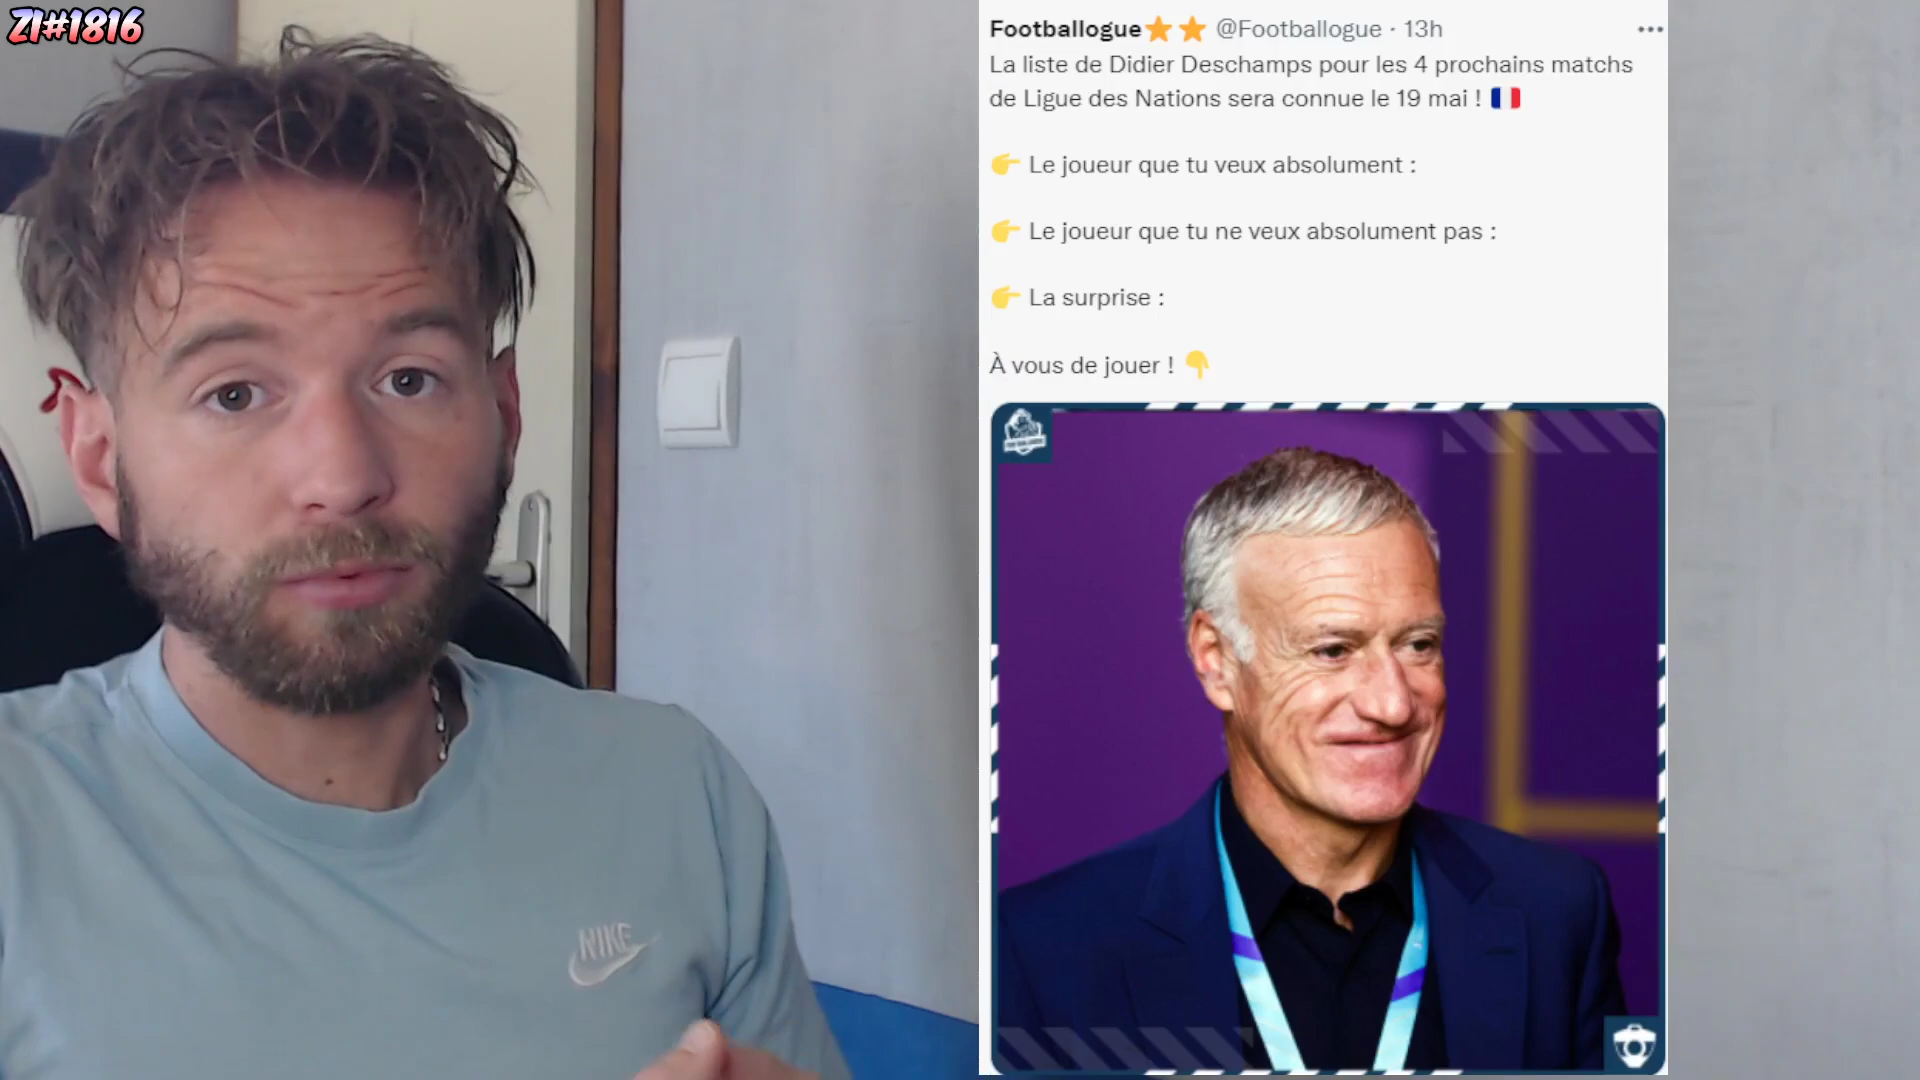 ZI#1816
Footballogue⭐⭐ @Footballogue · 13h
La liste de Didier Deschamps pour les 4 prochains matchs
de Ligue des Nations sera connue le 19 mai ! 🇫🇷
👉 Le joueur que tu veux absolument :
👉 Le joueur que tu ne veux absolument pas :
👉 La surprise :
À vous de jouer ! 👇
NIKE